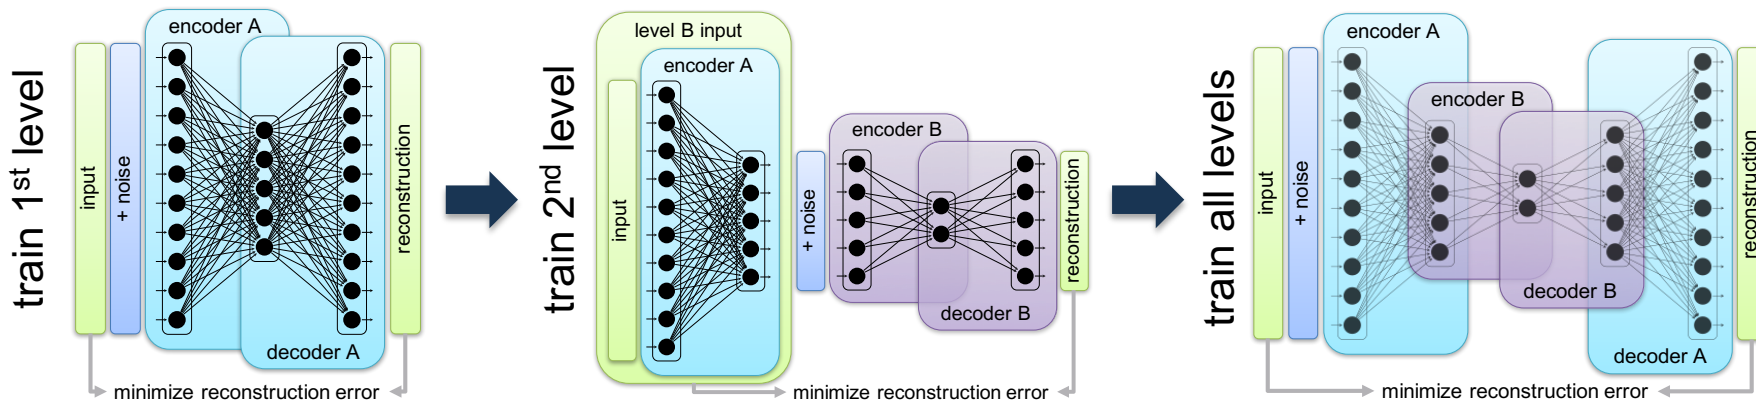 train 1st level
input
+ noise
encoder A
decoder A
reconstruction
minimize reconstruction error
train 2nd level
level B input
encoder A
input
+ noise
encoder B
decoder B
reconstruction
minimize reconstruction error
train all levels
input
+ noise
encoder A
encoder B
decoder B
decoder A
reconstruction
minimize reconstruction error